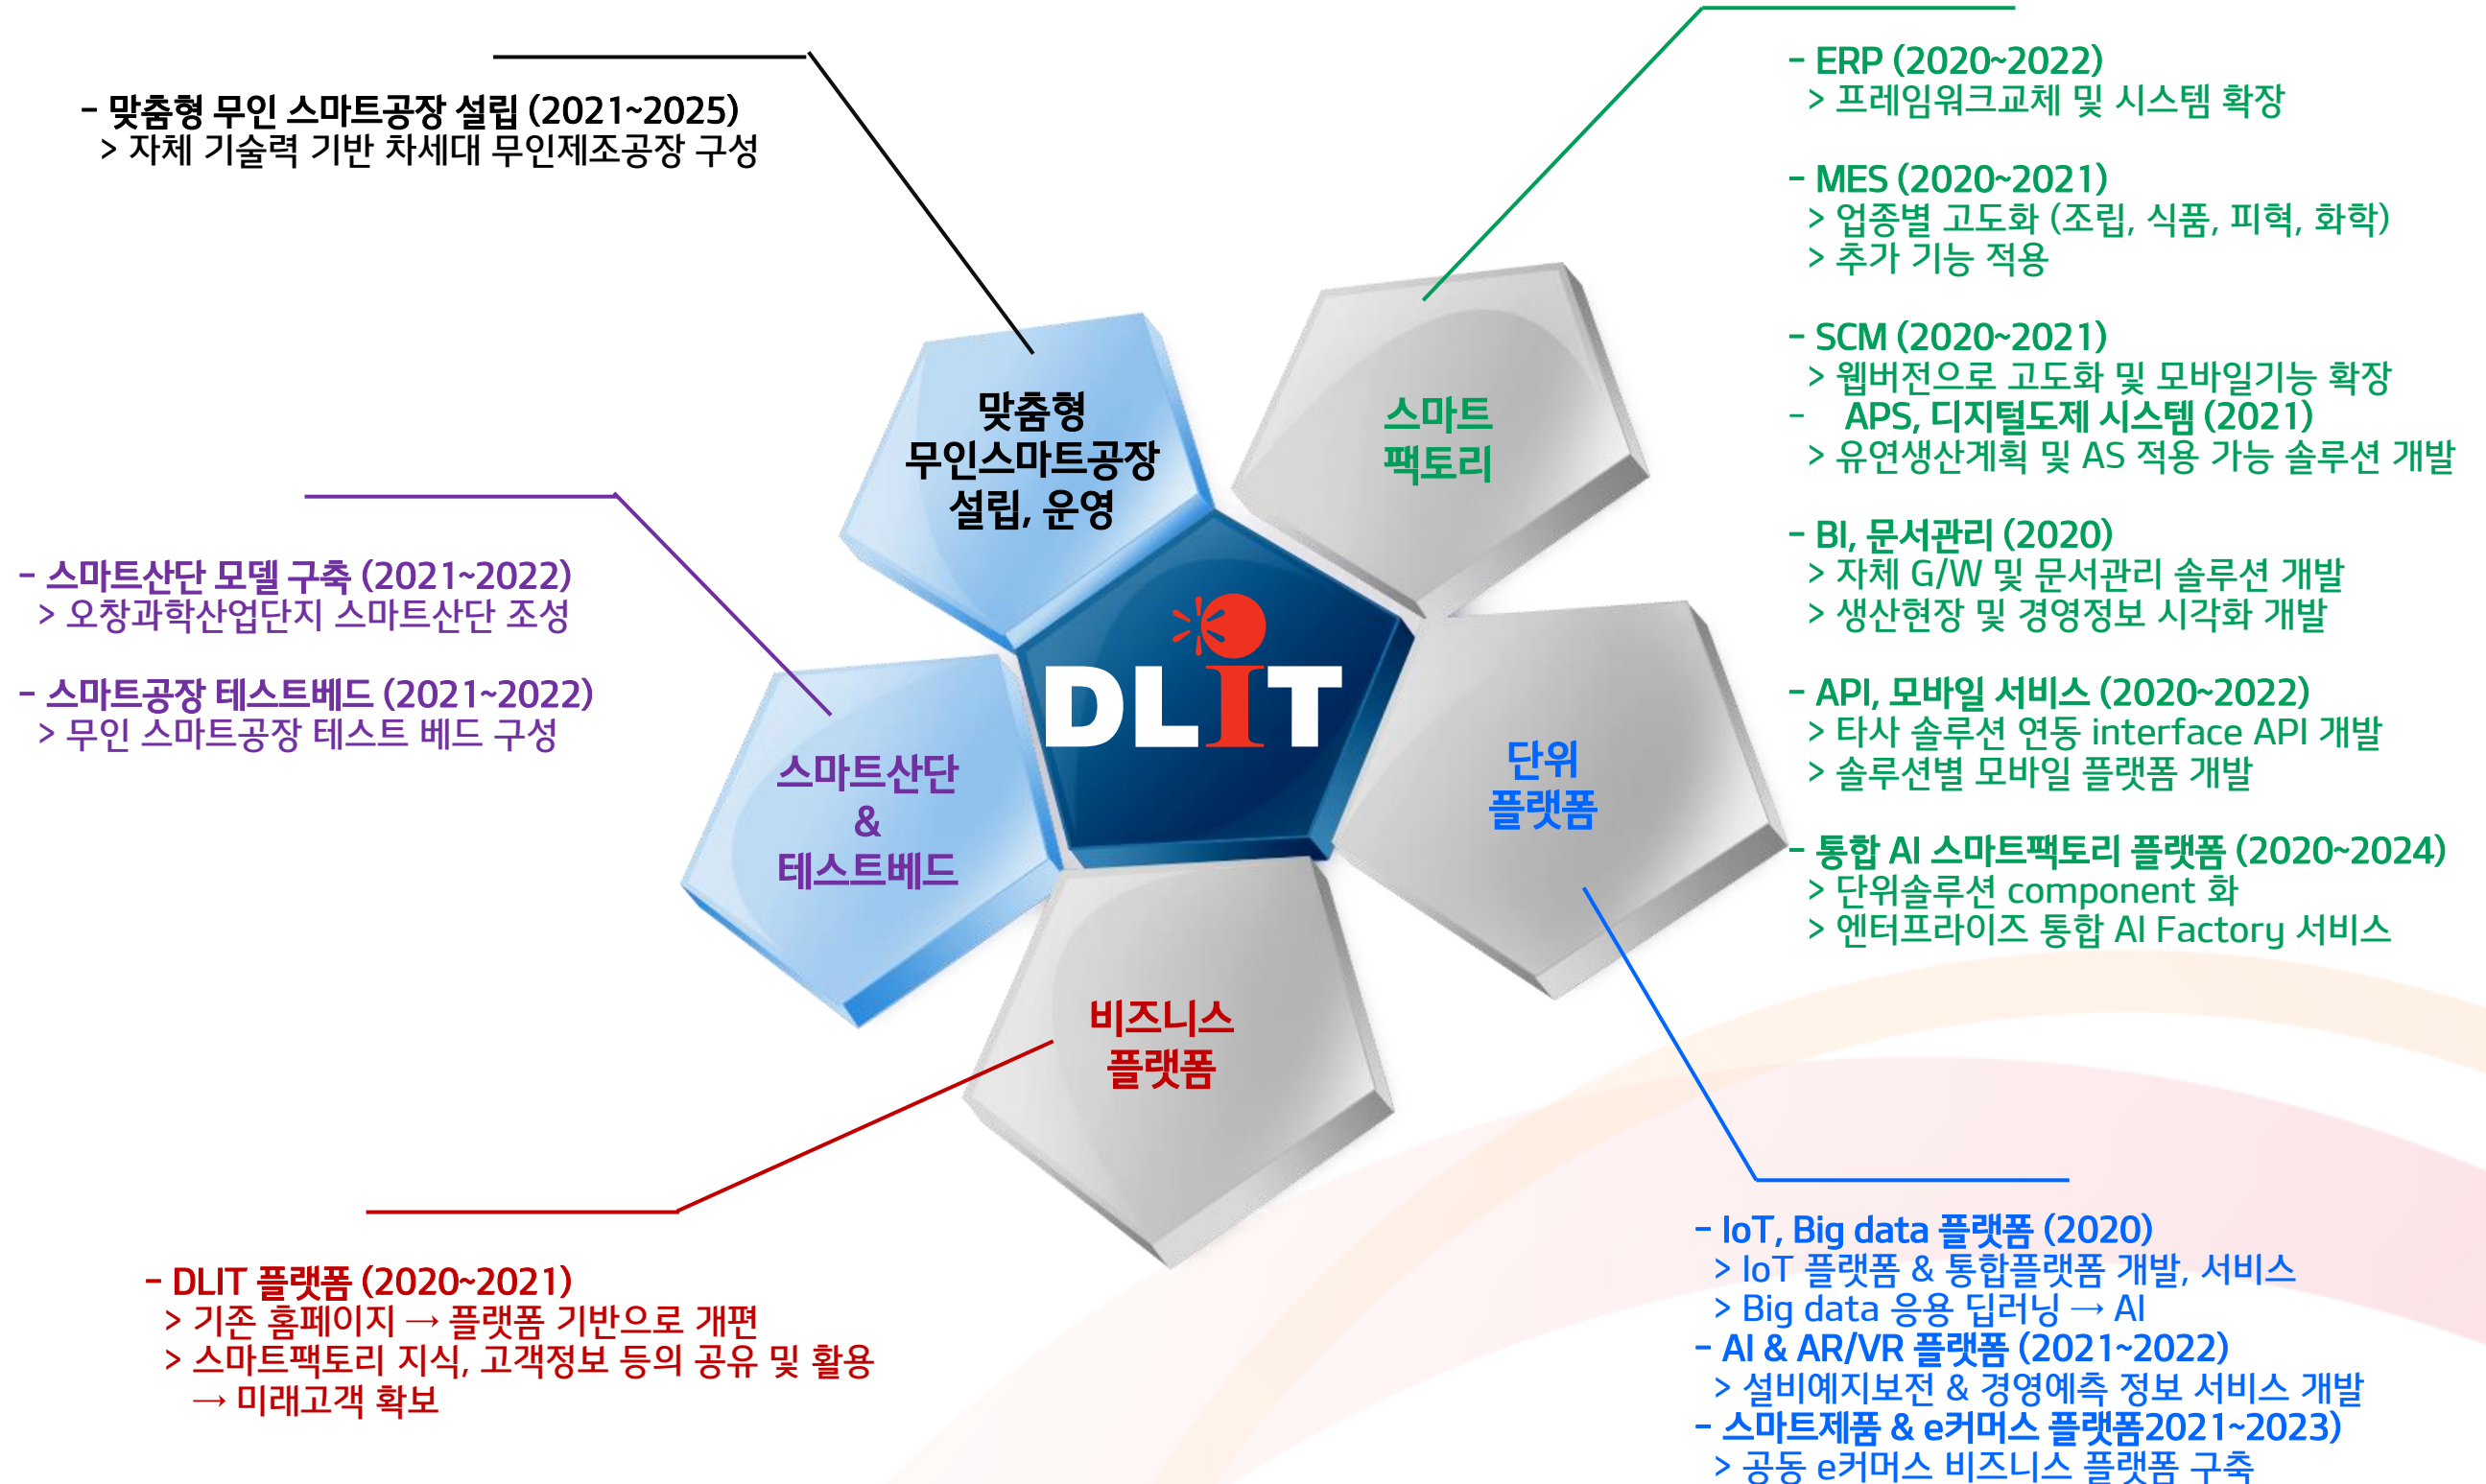 - 맞춤형 무인 스마트공장 설립 (2021~2025)
> 자체 기술력 기반 차세대 무인제조공장 구성
- ERP (2020~2022)
> 프레임워크교체 및 시스템 확장
- MES (2020~2021)
> 업종별 고도화 (조립, 식품, 피혁, 화학)
> 추가 기능 적용
- SCM (2020~2021)
> 웹버전으로 고도화 및 모바일기능 확장
- APS, 디지털도제 시스템 (2021)
> 유연생산계획 및 AS 적용 가능 솔루션 개발
- BI, 문서관리 (2020)
> 자체 G/W 및 문서관리 솔루션 개발
> 생산현장 및 경영정보 시각화 개발
- API, 모바일 서비스 (2020~2022)
> 타사 솔루션 연동 interface API 개발
> 솔루션별 모바일 플랫폼 개발
- 통합 AI 스마트팩토리 플랫폼 (2020~2024)
> 단위솔루션 component 화
> 엔터프라이즈 통합 AI Factory 서비스
맞춤형
무인스마트공장
설립, 운영
스마트
팩토리
- 스마트산단 모델 구축 (2021~2022)
> 오창과학산업단지 스마트산단 조성
- 스마트공장 테스트베드 (2021~2022)
> 무인 스마트공장 테스트 베드 구성
DLIT
스마트산단
&
테스트베드
단위
플랫폼
비즈니스
플랫폼
- DLIT 플랫폼 (2020~2021)
> 기존 홈페이지 → 플랫폼 기반으로 개편
> 스마트팩토리 지식, 고객정보 등의 공유 및 활용
→ 미래고객 확보
- IoT, Big data 플랫폼 (2020)
> IoT 플랫폼 & 통합플랫폼 개발, 서비스
> Big data 응용 딥러닝 → AI
- AI & AR/VR 플랫폼 (2021~2022)
> 설비예지보전 & 경영예측 정보 서비스 개발
- 스마트제품 & e커머스 플랫폼2021~2023)
> 공동 e커머스 비즈니스 플랫폼 구축